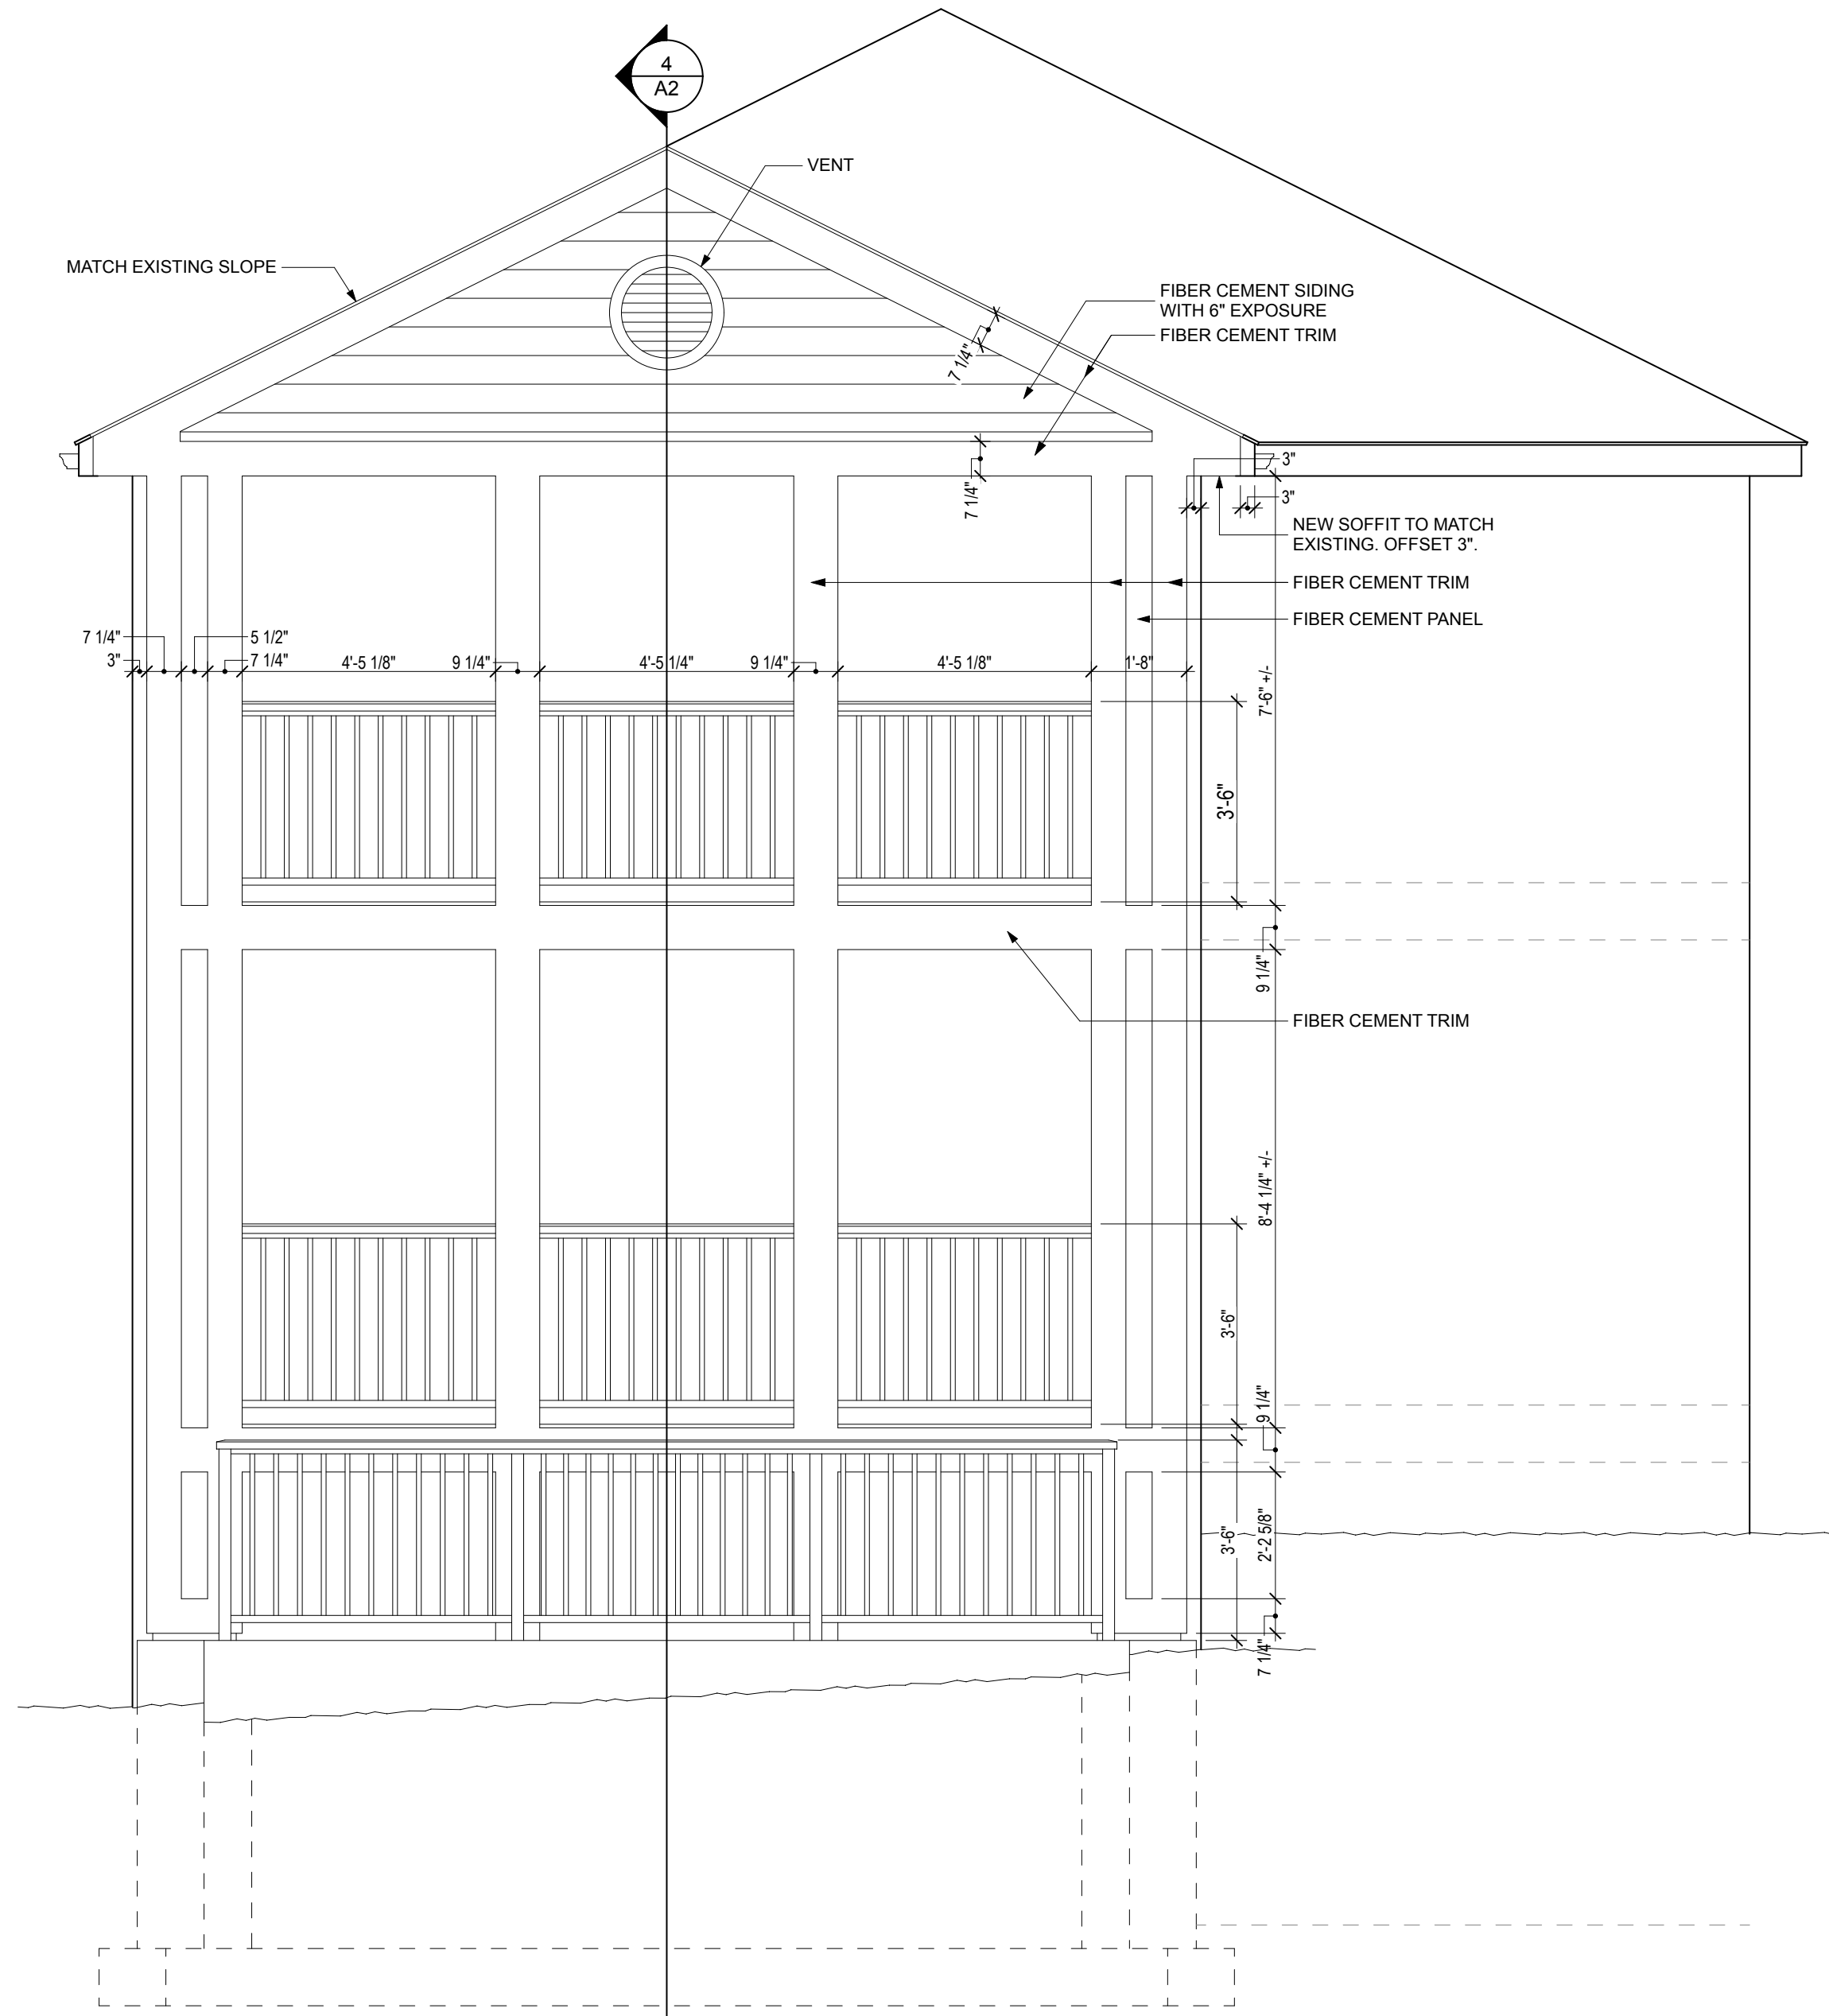 4
A2
VENT
MATCH EXISTING SLOPE
FIBER CEMENT SIDING
WITH 6" EXPOSURE
FIBER CEMENT TRIM
7 1/4"
7 1/4"
3"
3"
NEW SOFFIT TO MATCH
EXISTING. OFFSET 3".
FIBER CEMENT TRIM
FIBER CEMENT PANEL
7 1/4"
5 1/2"
3"
7 1/4"
4'-5 1/8"
9 1/4"
4'-5 1/4"
9 1/4"
4'-5 1/8"
1'-8"
7'-6" +/-
3'-6"
9 1/4"
FIBER CEMENT TRIM
8'-4 1/4" +/-
3'-6"
9 1/4"
3'-6"
2'-2 5/8"
7 1/4"